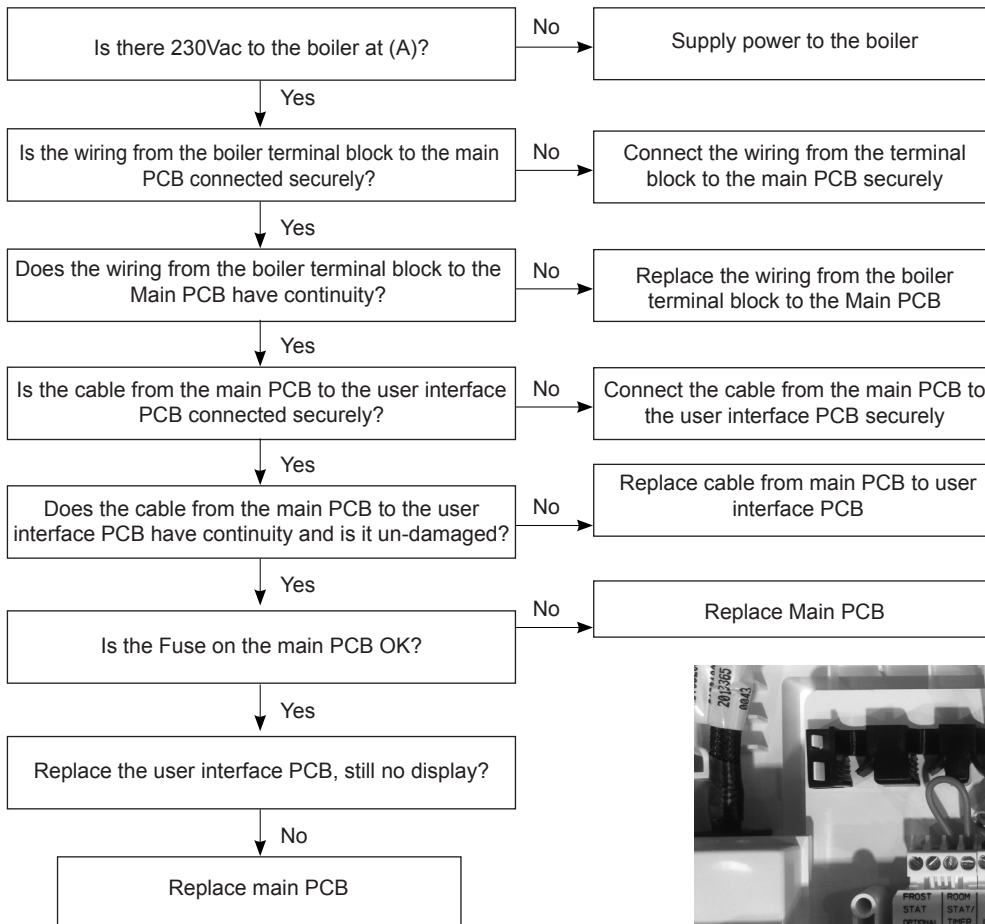 Is there 230Vac to the boiler at (A)?
No
Supply power to the boiler
Yes
Is the wiring from the boiler terminal block to the main
PCB connected securely?
No
Connect the wiring from the terminal
block to the main PCB securely
Yes
Does the wiring from the boiler terminal block to the
Main PCB have continuity?
No
Replace the wiring from the boiler
terminal block to the Main PCB
Yes
Is the cable from the main PCB to the user interface
PCB connected securely?
No
Connect the cable from the main PCB to
the user interface PCB securely
Yes
Does the cable from the main PCB to the user
interface PCB have continuity and is it un-damaged?
No
Replace cable from main PCB to user
interface PCB
Yes
Is the Fuse on the main PCB OK?
No
Replace Main PCB
Yes
Replace the user interface PCB, still no display?
No
Replace main PCB
0043
FROST
STAT
OPTIONAL
ROOM
STAT/
TIMER